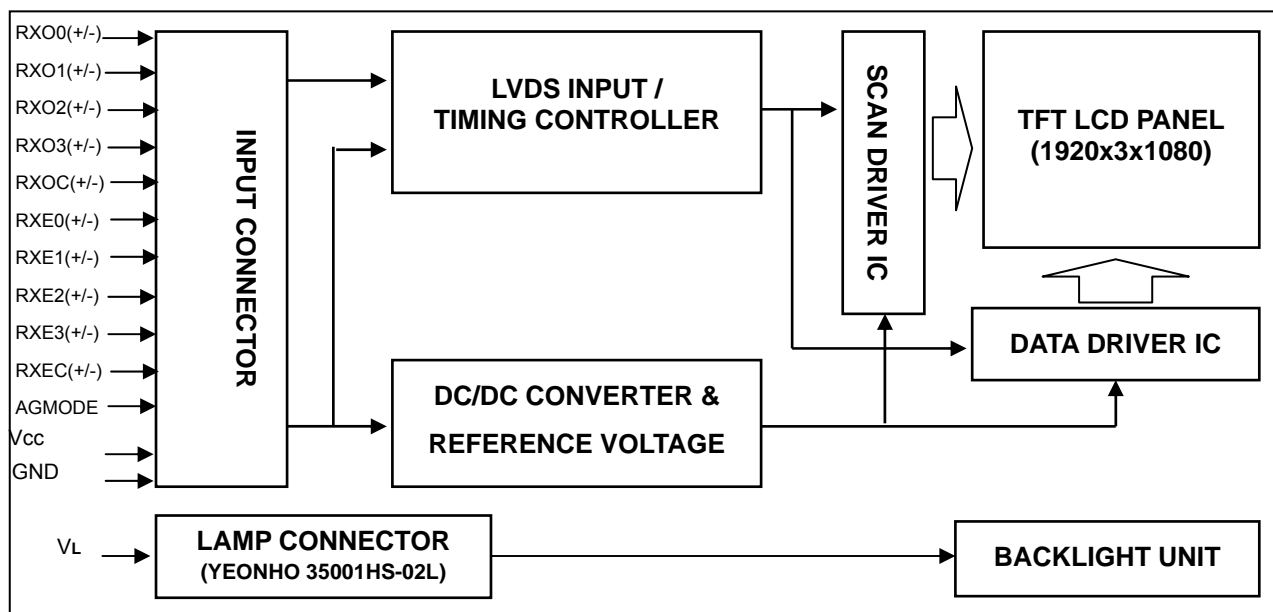 RXO0(+/-)
RXO1(+/-)
RXO2(+/-)
RXO3(+/-)
RXOC(+/-)
RXE0(+/-)
RXE1(+/-)
RXE2(+/-)
RXE3(+/-)
RXEC(+/-)
AGMODE
Vcc
GND
VL
INPUT CONNECTOR
LVDS INPUT /
TIMING CONTROLLER
DC/DC CONVERTER &
REFERENCE VOLTAGE
SCAN DRIVER IC
TFT LCD PANEL
(1920x3x1080)
DATA DRIVER IC
LAMP CONNECTOR
(YEONHO 35001HS-02L)
BACKLIGHT UNIT